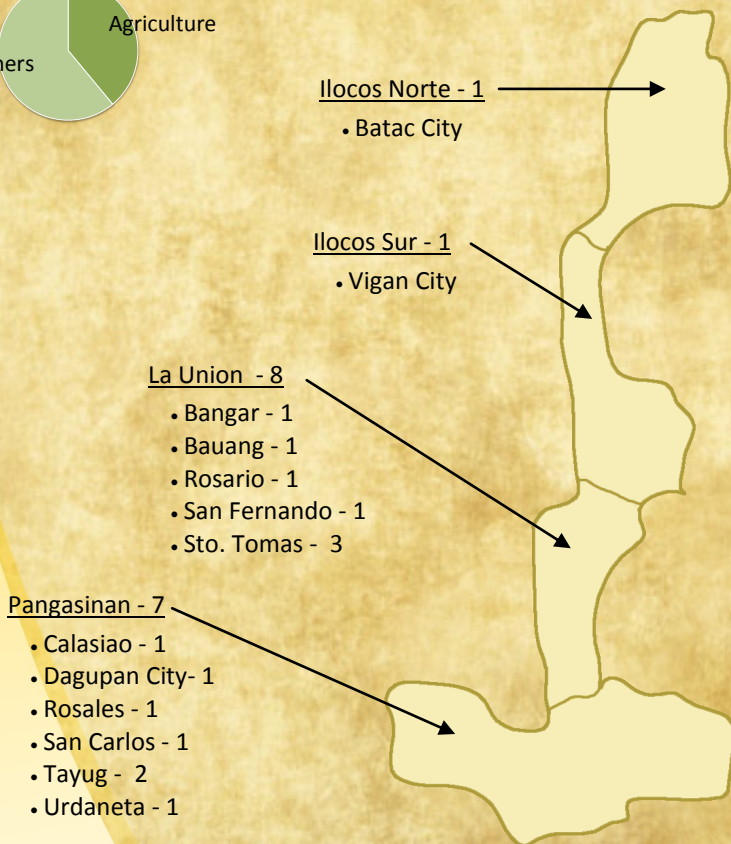 Agriculture
Ilocos Norte - 1
• Batac City
Ilocos Sur - 1
• Vigan City
La Union - 8
• Bangar - 1
• Bauang - 1
• Rosario - 1
• San Fernando - 1
• Sto. Tomas - 3
Pangasinan - 7
• Calasiao - 1
• Dagupan City- 1
• Rosales - 1
• San Carlos - 1
• Tayug - 2
• Urdaneta - 1